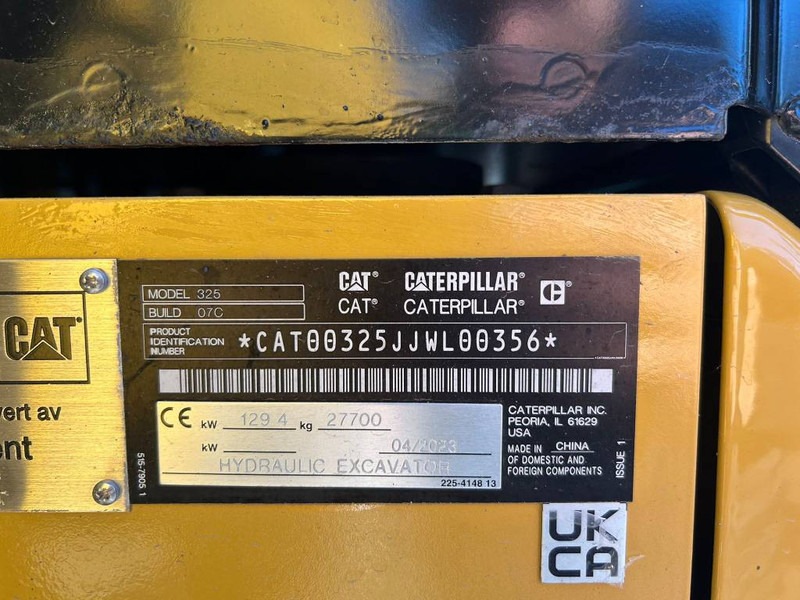 CAT
vert av
MODEL 325
BUILD 07C
CAT® CATERPILLAR®
CAT® CATERPILLAR®
C®
PRODUCT
IDENTIFICATION
NUMBER
*CAT00325JJWL00356*
CE kW 129.4 kg 27700
kW 04/2023
HYDRAULIC EXCAVATOR
225-4148 13
CATERPILLAR INC.
PEORIA, IL 61629
USA
MADE IN CHINA
OF DOMESTIC AND
FOREIGN COMPONENTS
ISSUE 1
515-7905 1
UK
CA